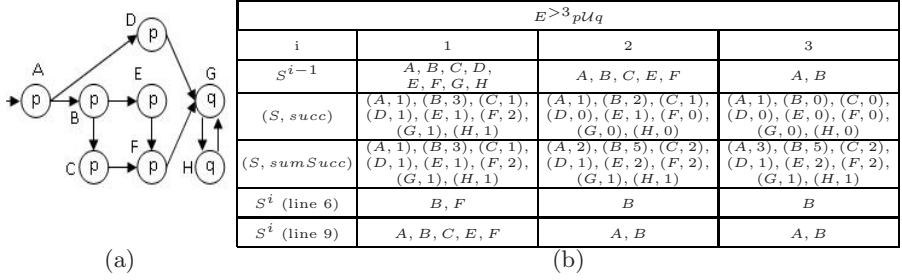 D
p
A
E
G
p
p
p
q
B
F
C
p
p
H
q
(a)
E^{>3} pUq
i 1 2 3
S^{i−1} A, B, C, D, E, F, G, H A, B, C, E, F A, B
(S, succ) (A, 1), (B, 3), (C, 1), (D, 1), (E, 1), (F, 2), (G, 1), (H, 1) (A, 1), (B, 2), (C, 1), (D, 0), (E, 1), (F, 0), (G, 0), (H, 0) (A, 1), (B, 0), (C, 0), (D, 0), (E, 0), (F, 0), (G, 0), (H, 0)
(S, sumSucc) (A, 1), (B, 3), (C, 1), (D, 1), (E, 1), (F, 2), (G, 1), (H, 1) (A, 2), (B, 5), (C, 2), (D, 1), (E, 2), (F, 2), (G, 1), (H, 1) (A, 3), (B, 5), (C, 2), (D, 1), (E, 2), (F, 2), (G, 1), (H, 1)
S^i (line 6) B, F B B
S^i (line 9) A, B, C, E, F A, B A, B
(b)